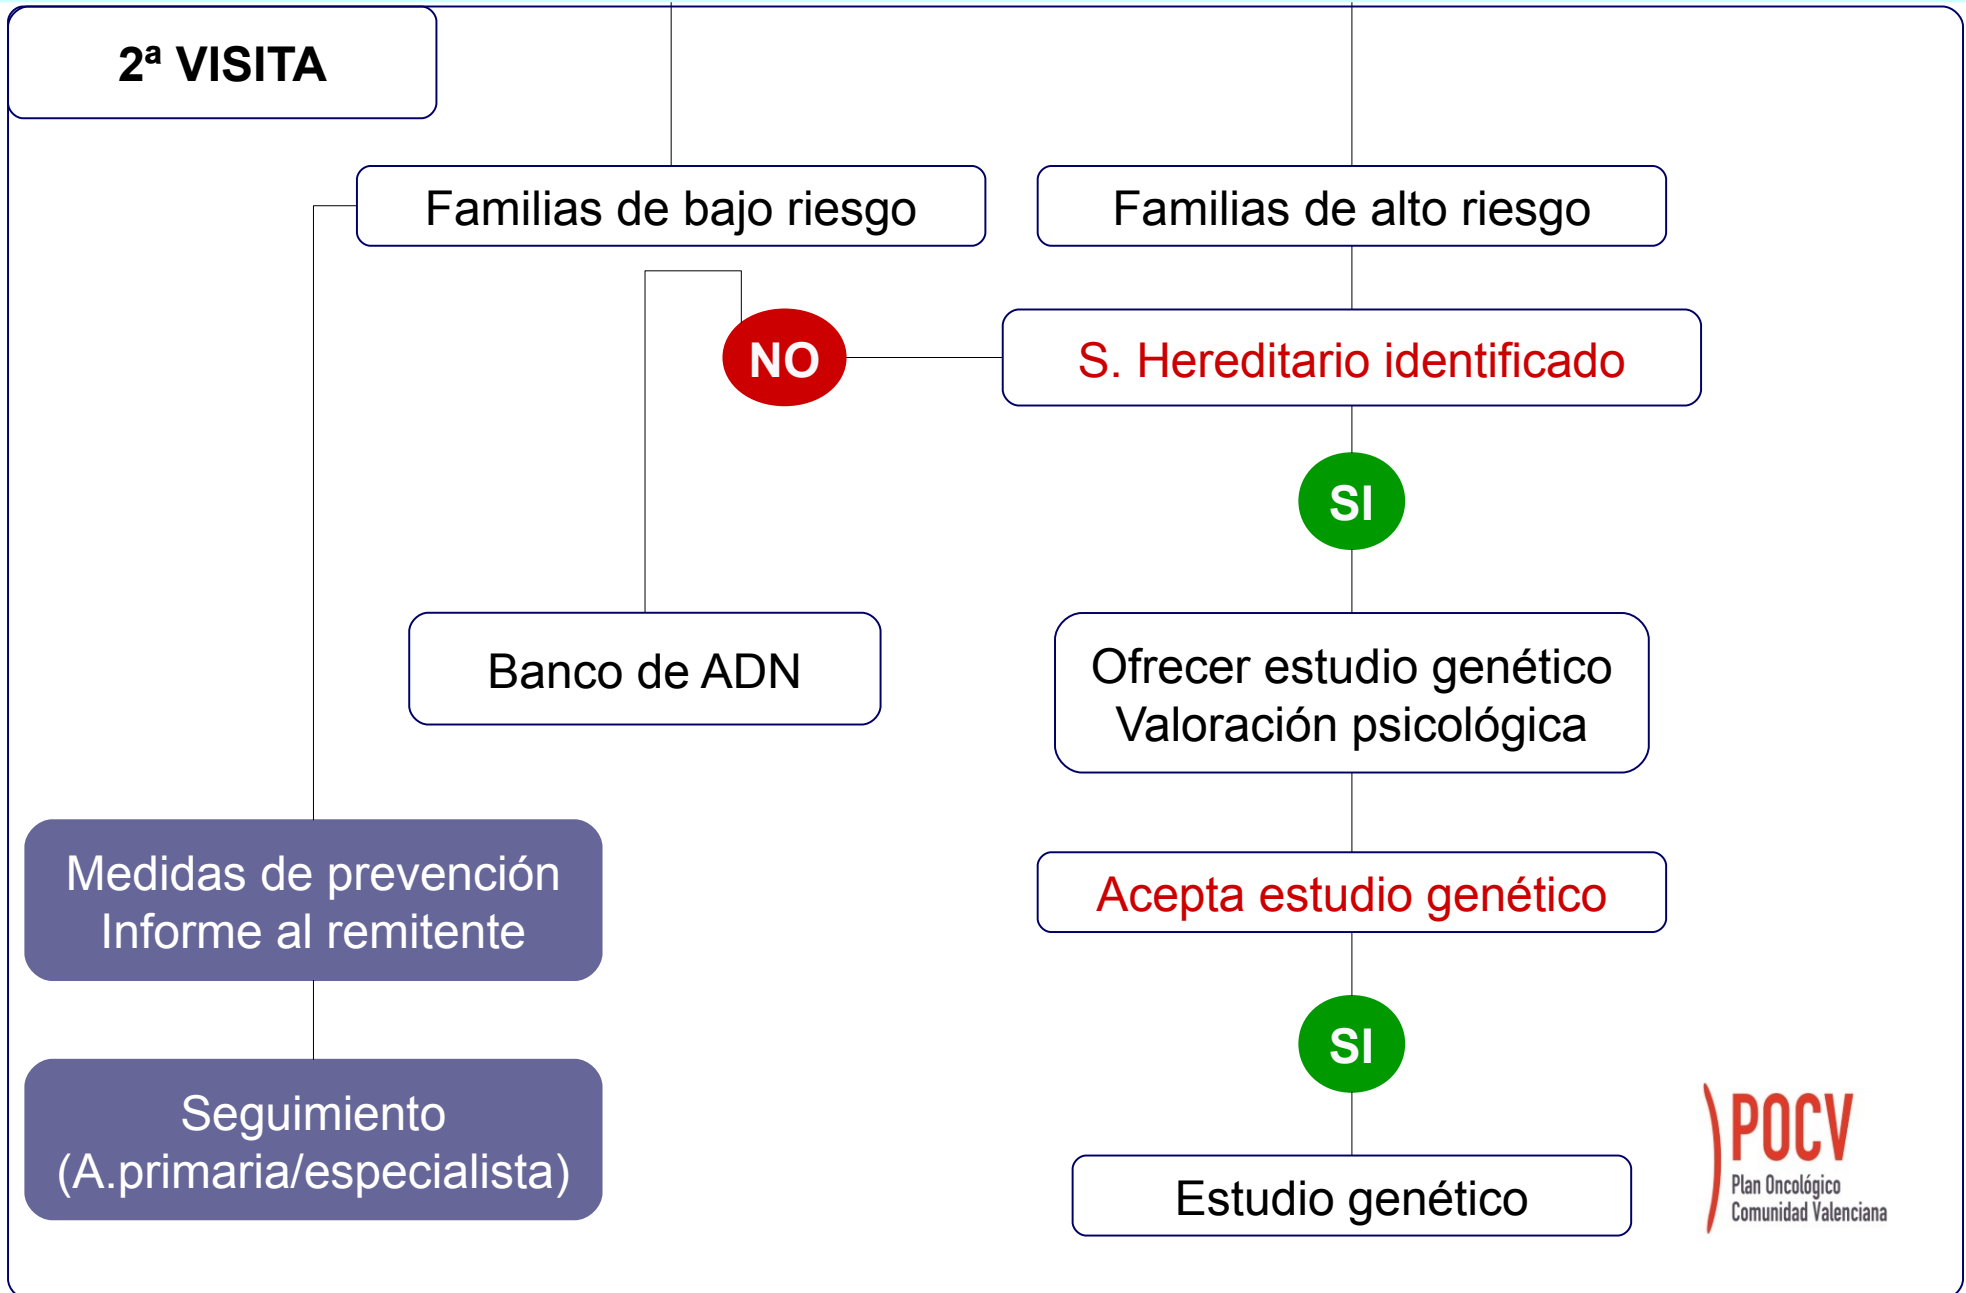 2ª VISITA
Familias de bajo riesgo
Familias de alto riesgo
NO
S. Hereditario identificado
SI
Banco de ADN
Ofrecer estudio genético
Valoración psicológica
Medidas de prevención
Informe al remitente
Acepta estudio genético
SI
Seguimiento
(A.primaria/especialista)
Estudio genético
POCV
Plan Oncológico
Comunidad Valenciana